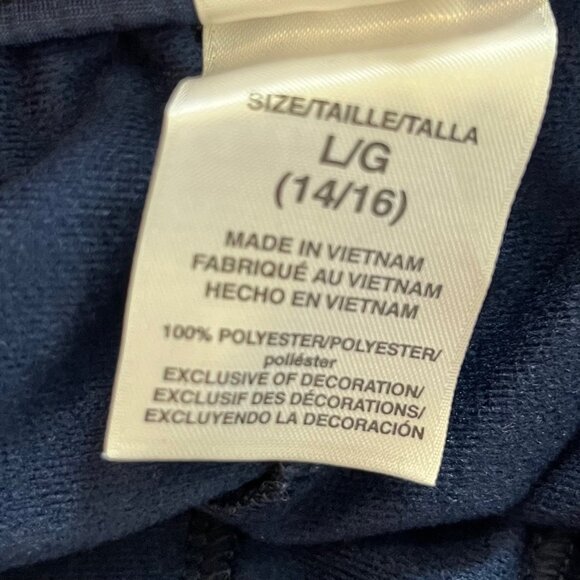 SIZE/TAILLE/TALLA
L/G
(14/16)
MADE IN VIETNAM
FABRIQUÉ AU VIETNAM
HECHO EN VIETNAM
100% POLYESTER/POLYESTER/
poliéster
EXCLUSIVE OF DECORATION/
EXCLUSIF DES DÉCORATIONS/
EXCLUYENDO LA DECORACIÓN